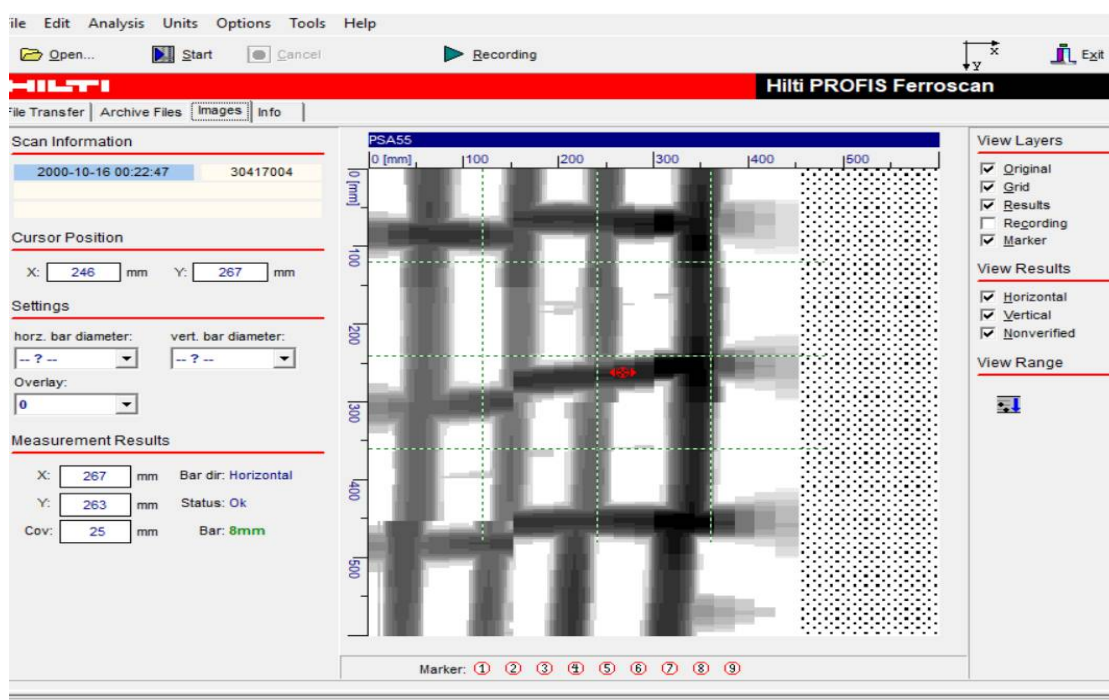 ile Edit Analysis Units Options Tools Help
Open... Start Cancel Recording x y Exit
HILTI Hilti PROFIS Ferroscan
File Transfer Archive Files Images Info
Scan Information
2000-10-16 00:22:47 30417004
Cursor Position
X: 246 mm Y: 267 mm
Settings
horz. bar diameter: vert. bar diameter:
-- ? -- -- ? --
Overlay:
0
Measurement Results
X: 267 mm Bar dir: Horizontal
Y: 263 mm Status: Ok
Cov: 25 mm Bar: 8mm
PSA55
0 [mm] 100 200 300 400 500
0 [mm]
100
200
300
400
500
Marker: ① ② ③ ④ ⑤ ⑥ ⑦ ⑧ ⑨
View Layers
Original
Grid
Results
Recording
Marker
View Results
Horizontal
Vertical
Nonverified
View Range